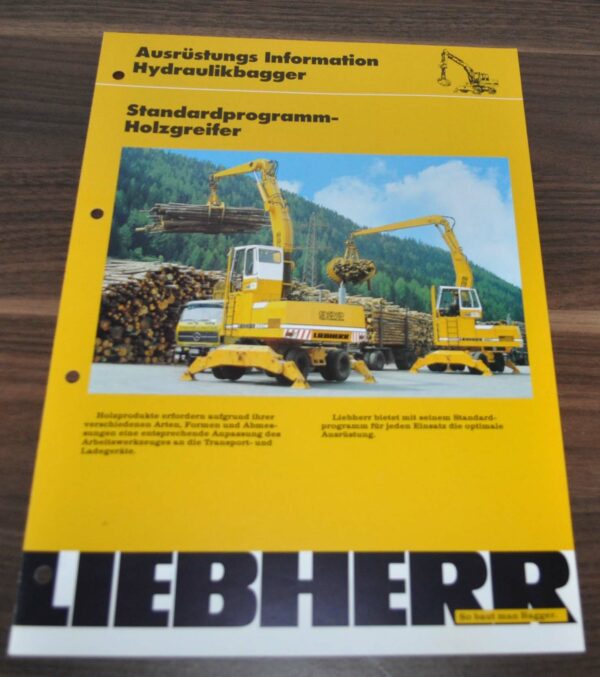 Ausrüstungs Information
Hydraulikbagger
Standardprogramm-
Holzgreifer
LIEBHERR
Holzprodukte erfordern aufgrund ihrer
verschiedenen Arten, Formen und Abmes-
sungen eine entsprechende Anpassung des
Arbeitswerkzeuges an die Transport- und
Ladegeräte.
Liebherr bietet mit seinem Standard-
programm für jeden Einsatz die optimale
Ausrüstung.
LIEBHERR
So baut man Bagger.